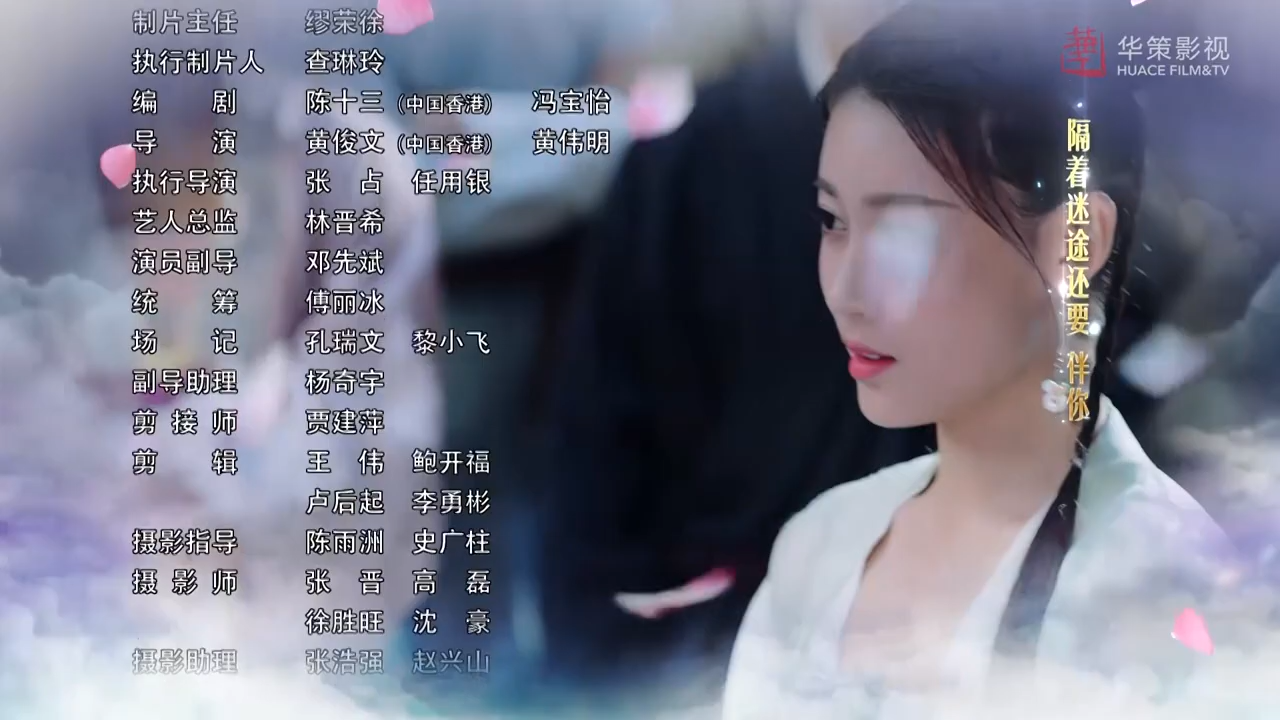 制片主任 缪荣徐
执行制片人 查琳玲
编 剧 陈十三(中国香港) 冯宝怡
导 演 黄俊文(中国香港) 黄伟明
执行导演 张 占 任用银
艺人总监 林晋希
演员副导 邓先斌
统 筹 傅丽冰
场 记 孔瑞文 黎小飞
副导助理 杨奇宇
剪 接 师 贾建萍
剪 辑 王 伟 鲍开福
卢后起 李勇彬
摄影指导 陈雨洲 史广柱
摄 影 师 张 晋 高 磊
徐胜旺 沈 豪
摄影助理 张浩强 赵兴山
華
华策影视
HUACE FILM&TV
隔着迷途还要 伴你